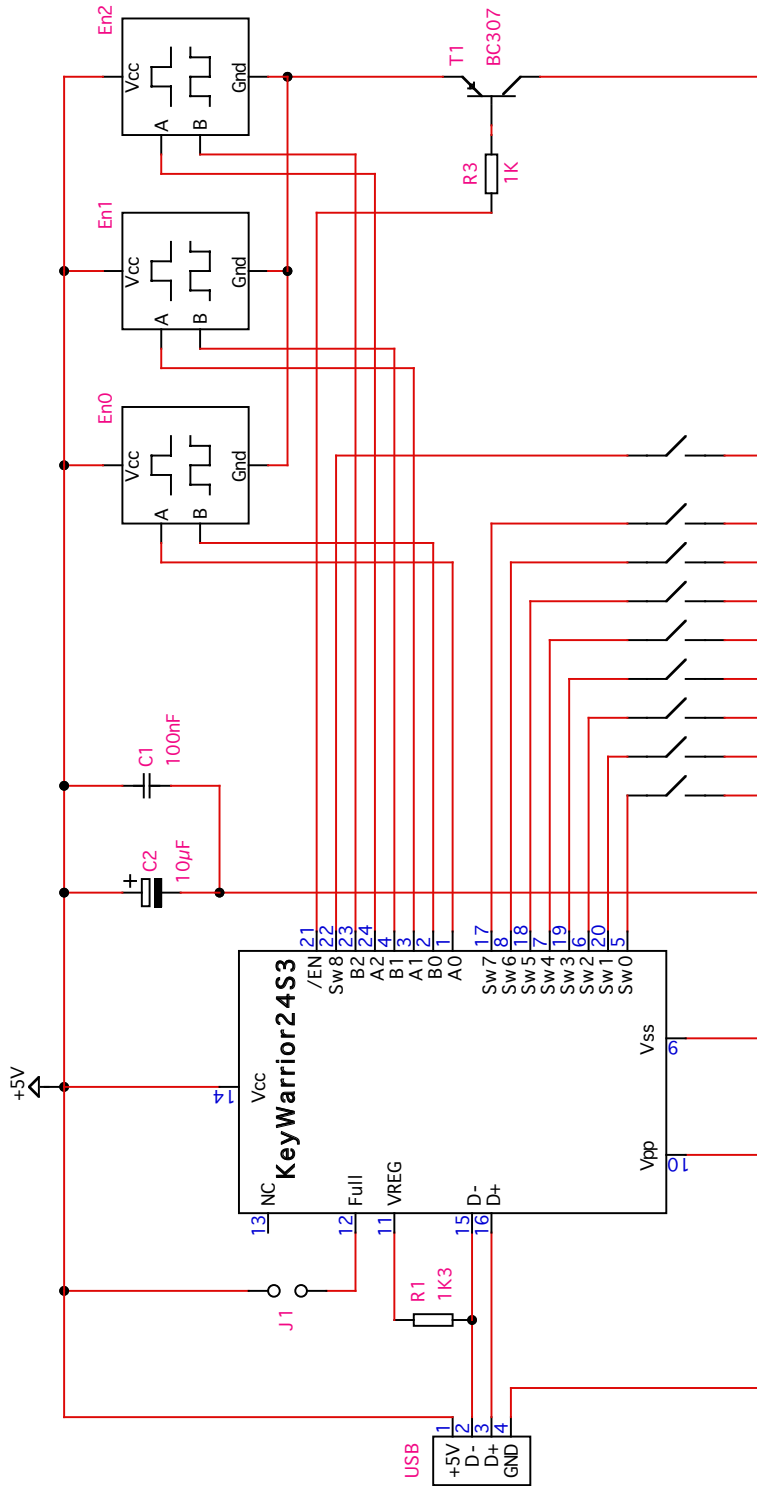 USB
+5V 1
D- 2
D+ 3
GND 4
+5V
J1
R1
1K3
KeyWarrior24S3
13 NC
12 Full
11 VREG
15 D-
16 D+
14
Vcc
Vpp
10
Vss
9
/EN 21
Sw8 22
B2 23
A2 24
B1 4
A1 3
B0 2
A0 1
Sw7 17
Sw6 8
Sw5 18
Sw4 7
Sw3 19
Sw2 6
Sw1 20
Sw0 5
+
C2
10µF
C1
100nF
En0
Vcc
A
B
Gnd
En1
Vcc
A
B
Gnd
En2
Vcc
A
B
Gnd
R3
1K
T1
BC307